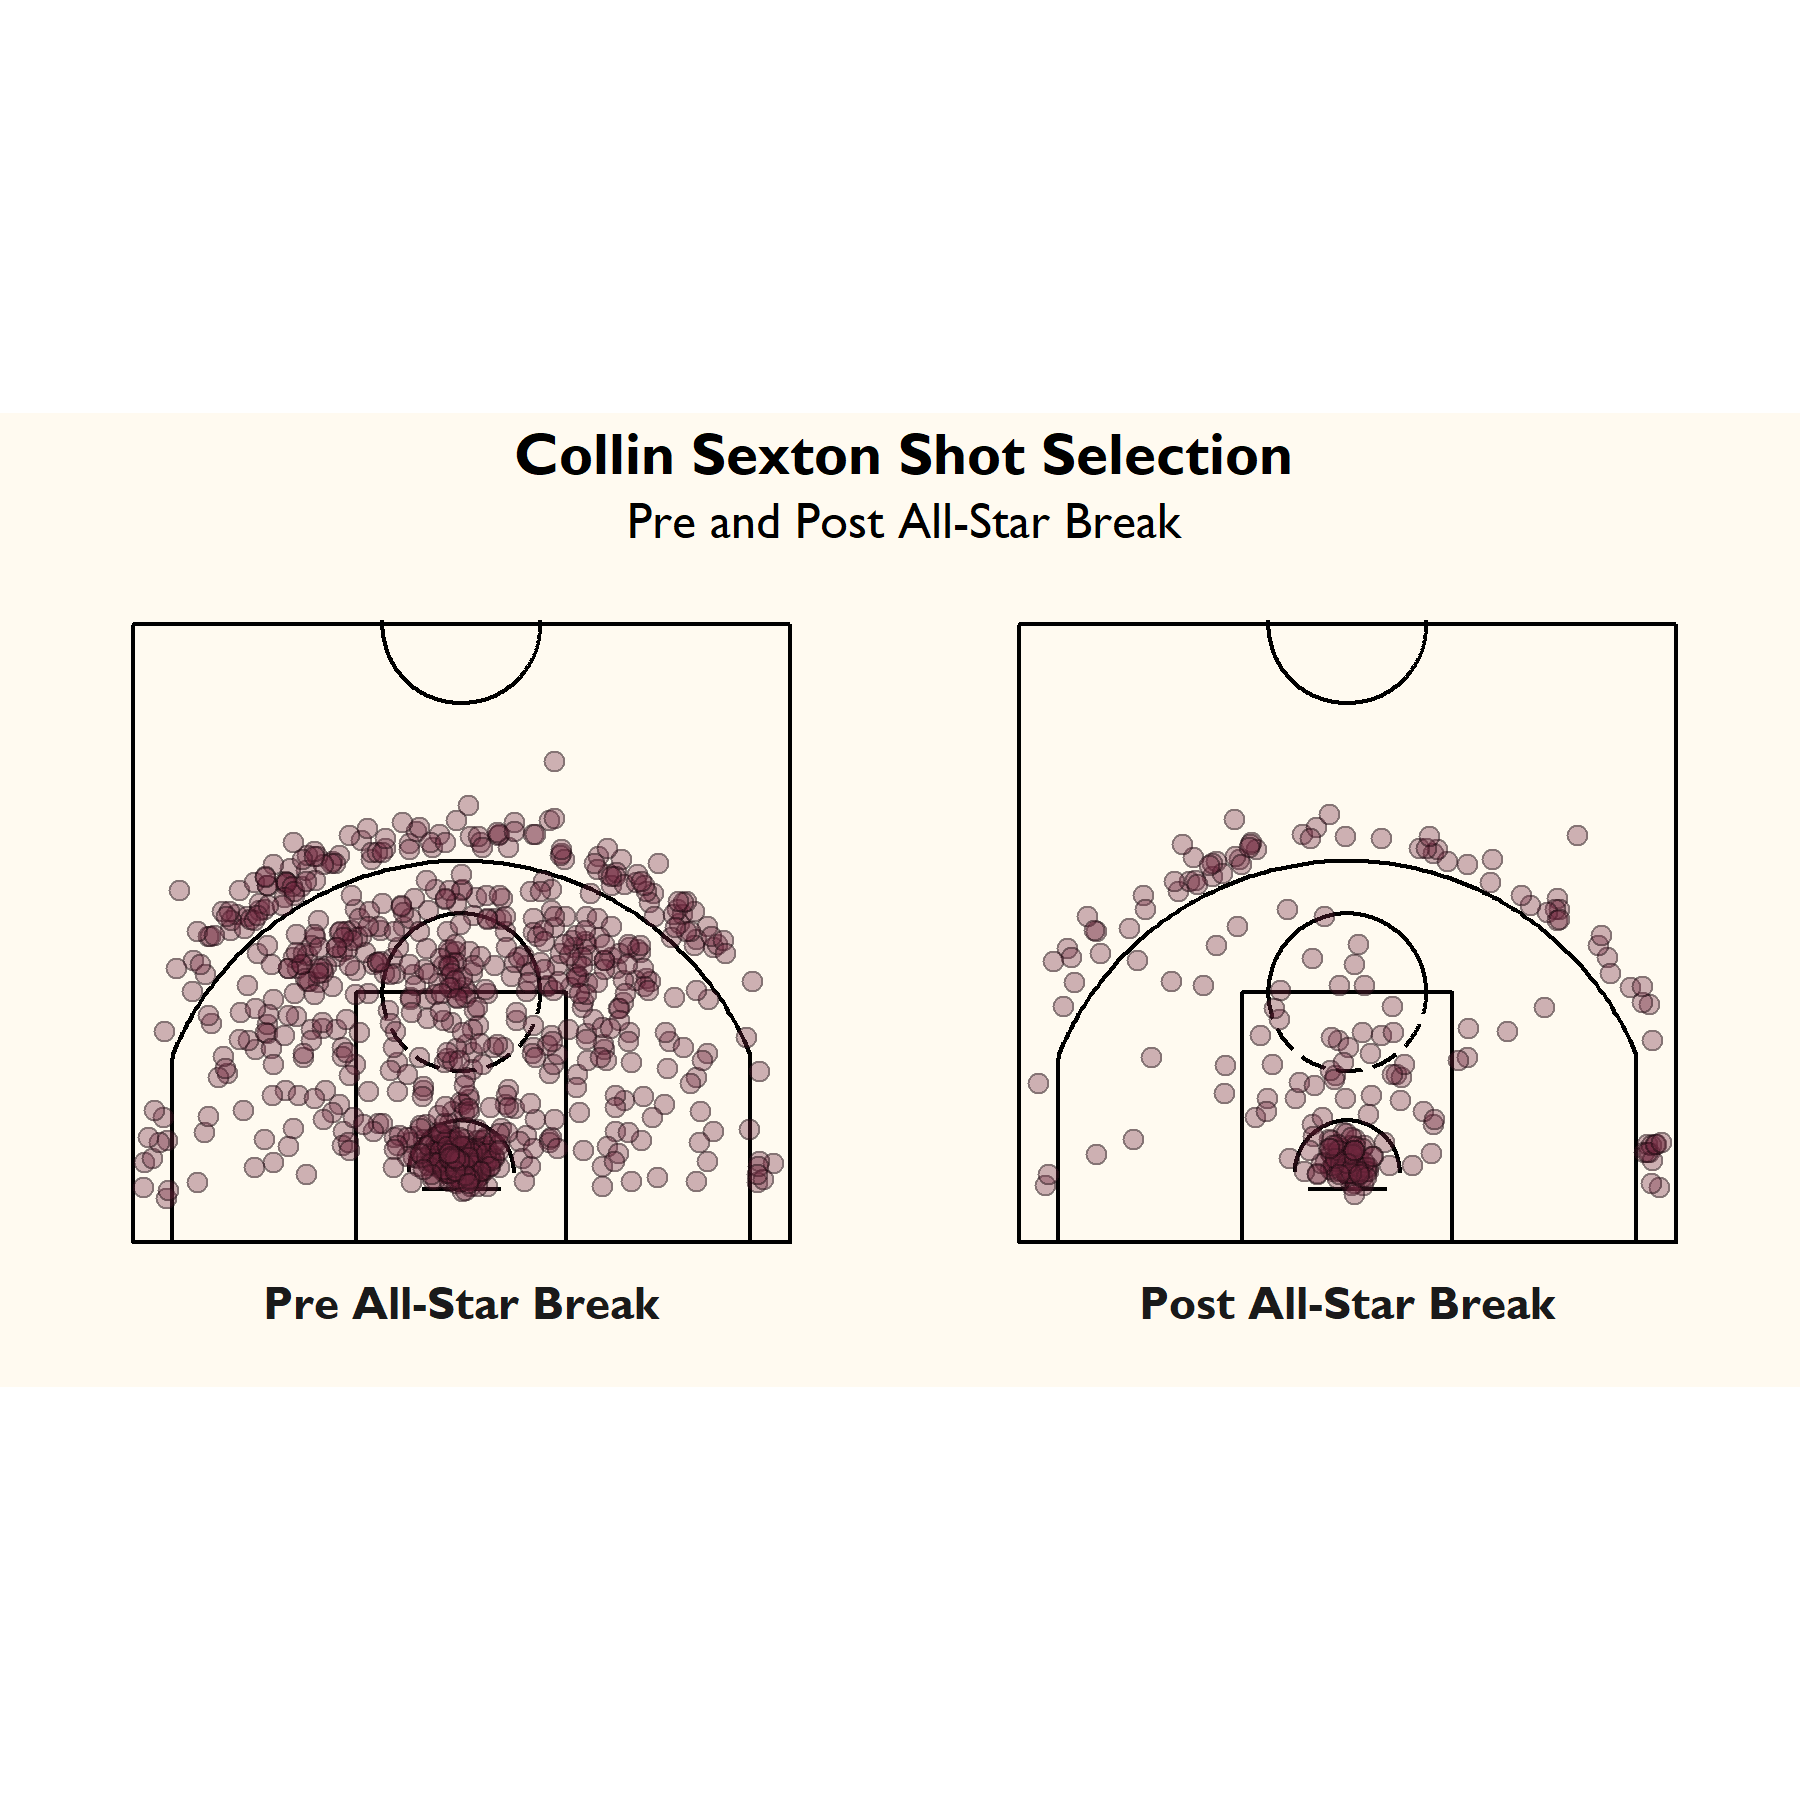 Collin Sexton Shot Selection
Pre and Post All-Star Break
Pre All-Star Break
Post All-Star Break